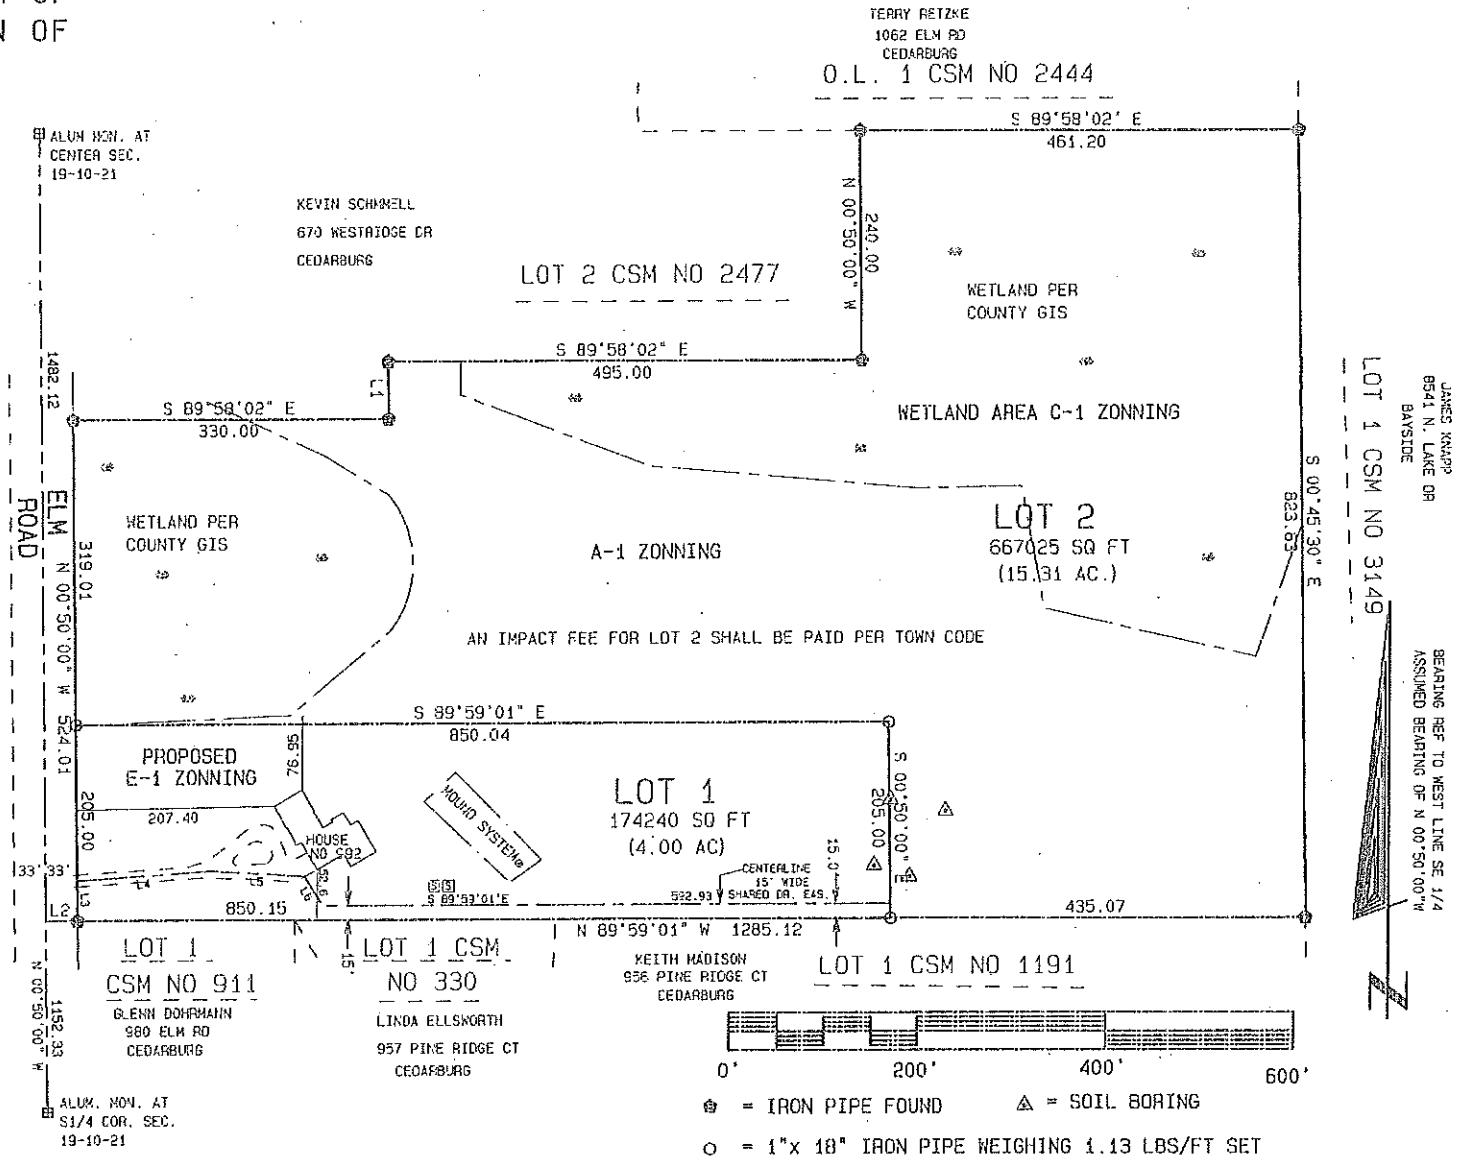 N OF
TERRY RETZKE
1062 ELM RD
CEDARBURG
O.L. 1 CSM NO 2444
S 89°58'02' E
461.20
ALUM MON. AT
CENTER SEC.
19-10-21
KEVIN SCHMMELL
670 WESTRIDGE DR
CEDARBURG
LOT 2 CSM NO 2477
N 00°50'00" W
240.00
WETLAND PER
COUNTY GIS
S 89°58'02" E
495.00
L1
1482.12
S 89°58'02" E
330.00
WETLAND AREA C-1 ZONNING
JAMES KNAPP
8541 N. LAKE DR
BAYSIDE
LOT 1 CSM NO 3149
S 00°45'30" E
823.83
ELM
ROAD
WETLAND PER
COUNTY GIS
319.01
N 00°50'00" W
524.01
A-1 ZONNING
LOT 2
667025 SQ FT
(15.31 AC.)
AN IMPACT FEE FOR LOT 2 SHALL BE PAID PER TOWN CODE
BEARING REF TO WEST LINE SE 1/4
ASSUMED BEARING OF N 00°50'00"W
S 89°59'01" E
850.04
PROPOSED
E-1 ZONNING
76.95
207.40
205.00
MOUND SYSTEM
LOT 1
174240 SQ FT
(4.00 AC)
S 00°50'00" E
205.00
HOUSE
NO 992
33' 33'
L4
L5
L3
L6
52.6
L2
SS
S 89°59'01"E
592.93
CENTERLINE
15' WIDE
SHARED DR. EAS.
15.0
850.15
435.07
N 89°59'01" W 1285.12
15'
LOT 1
CSM NO 911
GLENN DOHRMANN
980 ELM RD
CEDARBURG
LOT 1 CSM
NO 330
LINDA ELLSWORTH
957 PINE RIDGE CT
CEDARBURG
KEITH MADISON
956 PINE RIDGE CT
CEDARBURG
LOT 1 CSM NO 1191
N 00°50'00" W
1152.33
ALUM. MON. AT
S1/4 COR. SEC.
19-10-21
N
0' 200' 400' 600'
= IRON PIPE FOUND
= SOIL BORING
= 1"X 18" IRON PIPE WEIGHING 1.13 LBS/FT SET